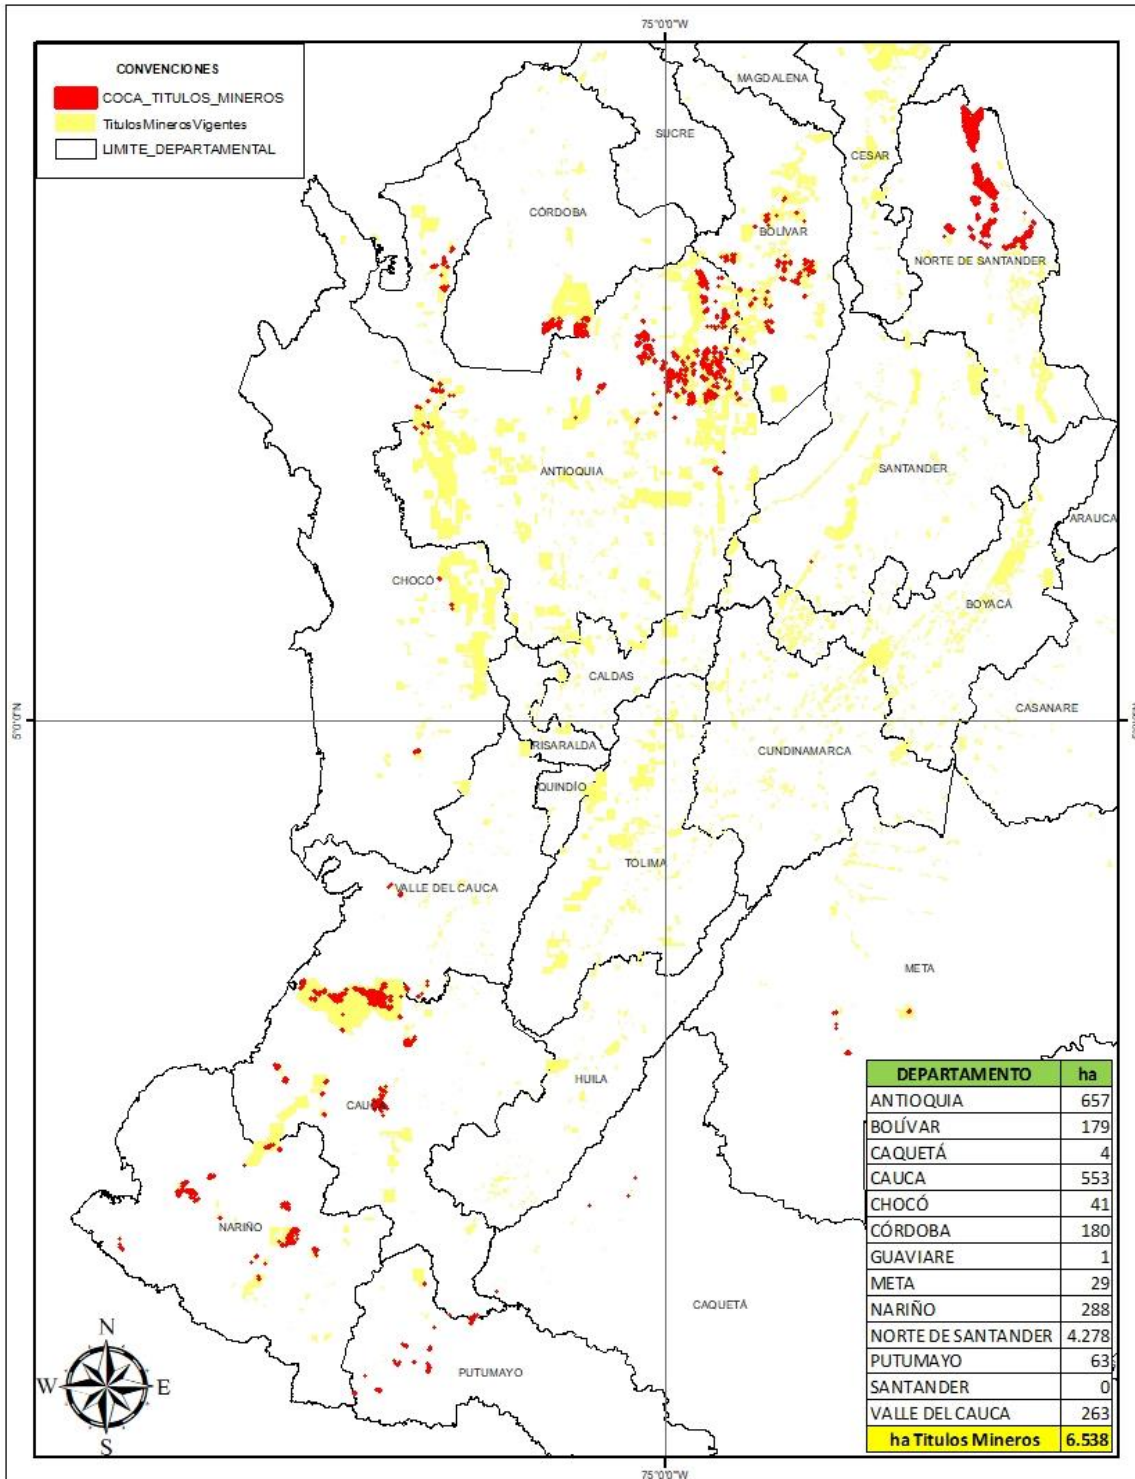 75°0'0"W
CONVENCIONES
COCA_TITULOS_MINEROS
TitulosMinerosVigentes
LIMITE_DEPARTAMENTAL
MAGDALENA
SUCRE
CESAR
CÓRDOBA
BOLÍVAR
NORTE DE SANTANDER
ANTIOQUIA
SANTANDER
ARAUCA
CHOCÓ
BOYACÁ
CALDAS
CASANARE
5°0'0"N
RISARALDA
CUNDINAMARCA
QUINDÍO
TOLIMA
VALLE DEL CAUCA
META
HUILA
CAUCA
NARIÑO
CAQUETÁ
PUTUMAYO
N
W E
S
DEPARTAMENTO ha
ANTIOQUIA 657
BOLÍVAR 179
CAQUETÁ 4
CAUCA 553
CHOCÓ 41
CÓRDOBA 180
GUAVIARE 1
META 29
NARIÑO 288
NORTE DE SANTANDER 4.278
PUTUMAYO 63
SANTANDER 0
VALLE DEL CAUCA 263
ha Titulos Mineros 6.538
75°0'0"W